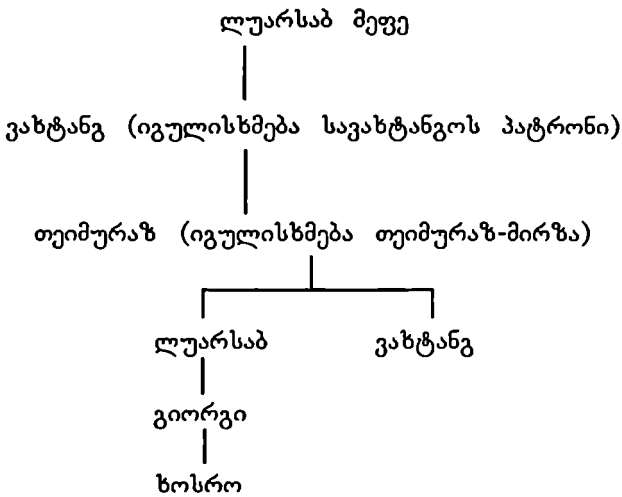 ლუარსაბ მეფე
ვახტანგ (იგულისხმება სავახტანგოს პატრონი)
თეიმურაზ (იგულისხმება თეიმურაზ-მირზა)
ლუარსაბ ვახტანგ
გიორგი
ხოსრო